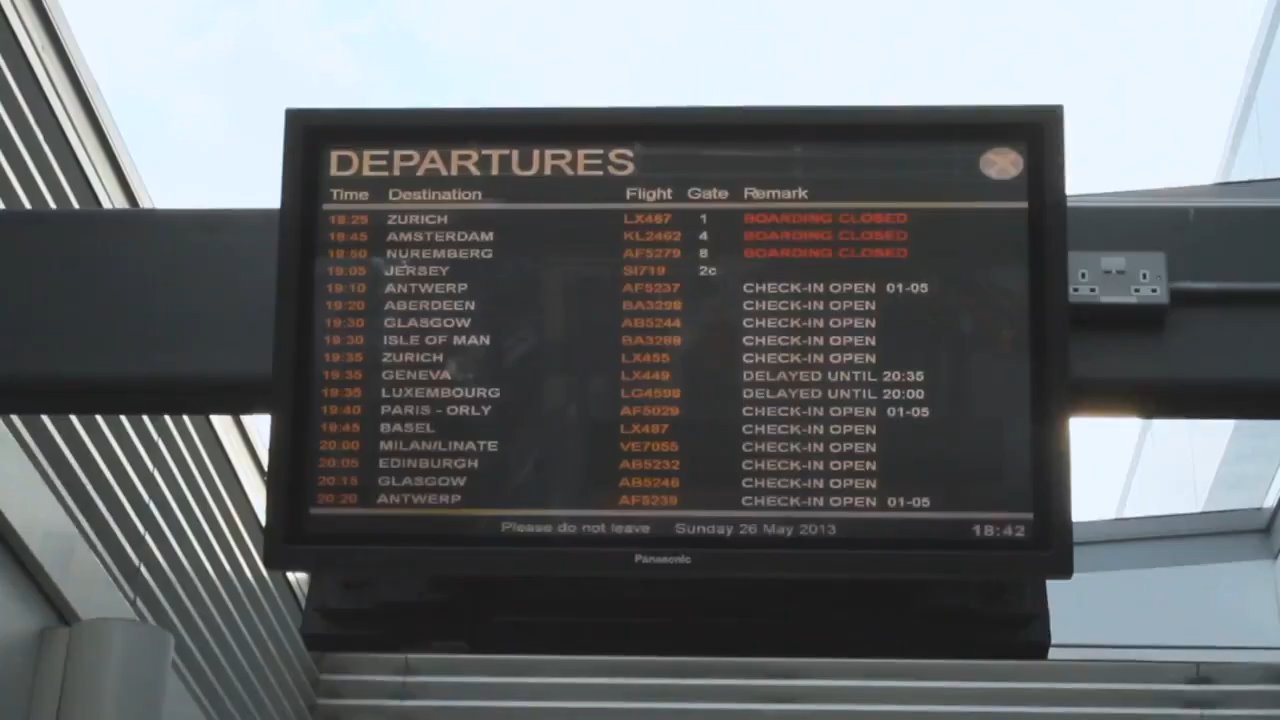 DEPARTURES
Time Destination Flight Gate Remark
18:25 ZURICH LX467 1 BOARDING CLOSED
18:45 AMSTERDAM KL2462 4 BOARDING CLOSED
18:50 NUREMBERG AF5279 8 BOARDING CLOSED
19:05 JERSEY SI719 2c
19:10 ANTWERP AF5237 CHECK-IN OPEN 01-05
19:20 ABERDEEN BA3298 CHECK-IN OPEN
19:30 GLASGOW AB5244 CHECK-IN OPEN
19:30 ISLE OF MAN BA3289 CHECK-IN OPEN
19:35 ZURICH LX455 CHECK-IN OPEN
19:35 GENEVA LX449 DELAYED UNTIL 20:35
19:35 LUXEMBOURG LG4598 DELAYED UNTIL 20:00
19:40 PARIS - ORLY AF5029 CHECK-IN OPEN 01-05
19:45 BASEL LX487 CHECK-IN OPEN
20:00 MILAN/LINATE VE7055 CHECK-IN OPEN
20:05 EDINBURGH AB5232 CHECK-IN OPEN
20:15 GLASGOW AB5246 CHECK-IN OPEN
20:20 ANTWERP AF5239 CHECK-IN OPEN 01-05
Please do not leave Sunday 26 May 2013 18:42
Panasonic